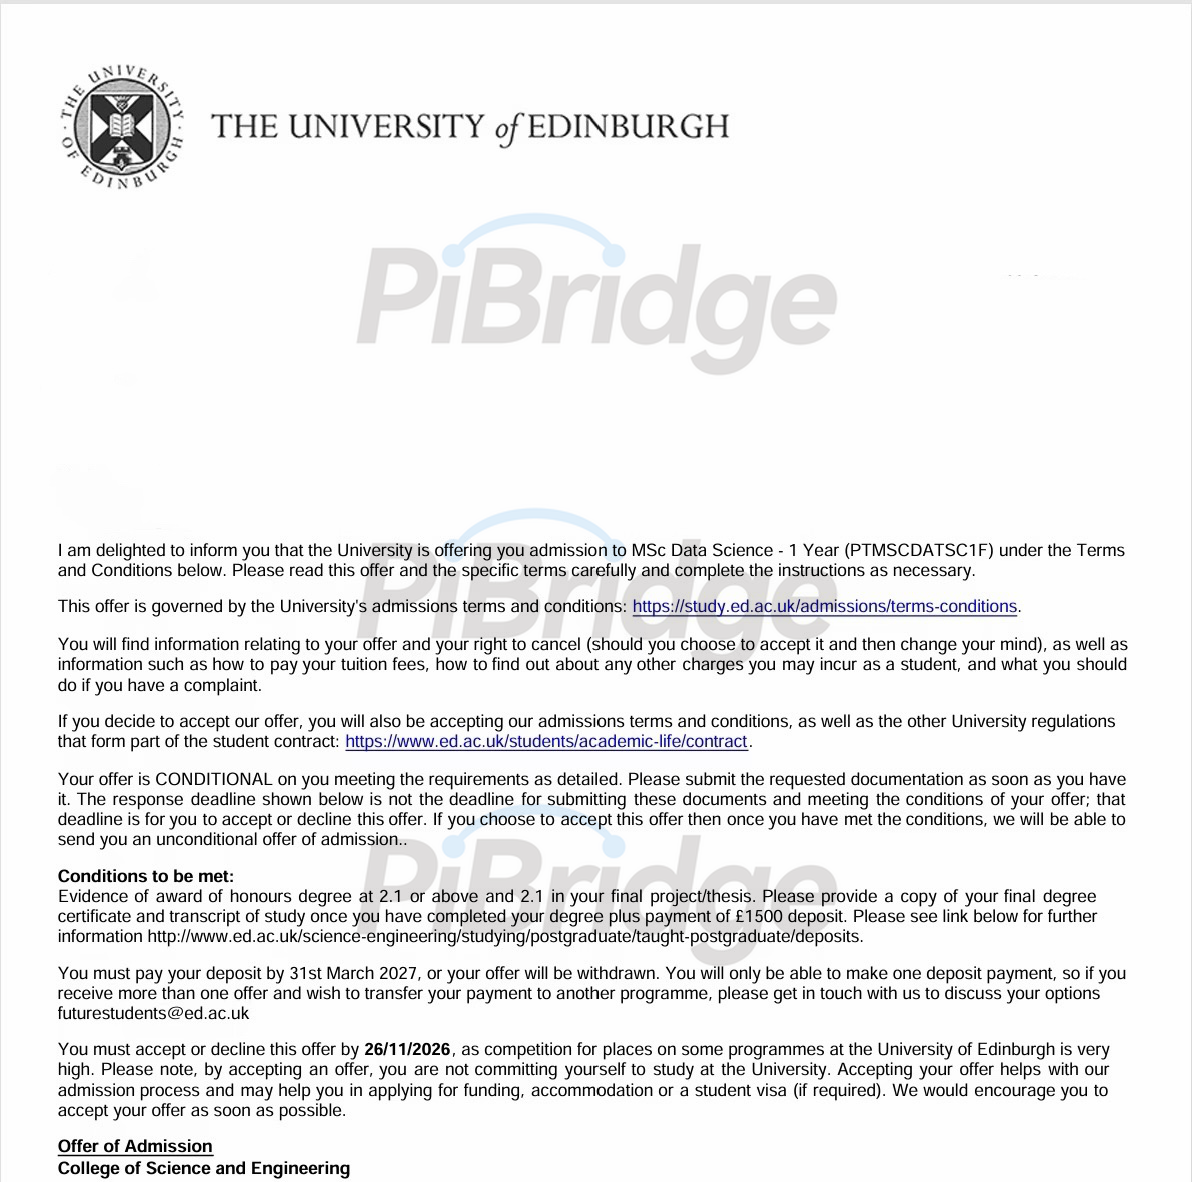 THE UNIVERSITY OF EDINBURGH
THE UNIVERSITY of EDINBURGH
PiBridge
PiBridge
I am delighted to inform you that the University is offering you admission to MSc Data Science - 1 Year (PTMSCDATSC1F) under the Terms
and Conditions below. Please read this offer and the specific terms carefully and complete the instructions as necessary.
This offer is governed by the University's admissions terms and conditions: https://study.ed.ac.uk/admissions/terms-conditions.
You will find information relating to your offer and your right to cancel (should you choose to accept it and then change your mind), as well as
information such as how to pay your tuition fees, how to find out about any other charges you may incur as a student, and what you should
do if you have a complaint.
If you decide to accept our offer, you will also be accepting our admissions terms and conditions, as well as the other University regulations
that form part of the student contract: https://www.ed.ac.uk/students/academic-life/contract.
Your offer is CONDITIONAL on you meeting the requirements as detailed. Please submit the requested documentation as soon as you have
it. The response deadline shown below is not the deadline for submitting these documents and meeting the conditions of your offer; that
deadline is for you to accept or decline this offer. If you choose to accept this offer then once you have met the conditions, we will be able to
send you an unconditional offer of admission..
PiBridge
Conditions to be met:
Evidence of award of honours degree at 2.1 or above and 2.1 in your final project/thesis. Please provide a copy of your final degree
certificate and transcript of study once you have completed your degree plus payment of £1500 deposit. Please see link below for further
information http://www.ed.ac.uk/science-engineering/studying/postgraduate/taught-postgraduate/deposits.
You must pay your deposit by 31st March 2027, or your offer will be withdrawn. You will only be able to make one deposit payment, so if you
receive more than one offer and wish to transfer your payment to another programme, please get in touch with us to discuss your options
futurestudents@ed.ac.uk
You must accept or decline this offer by 26/11/2026, as competition for places on some programmes at the University of Edinburgh is very
high. Please note, by accepting an offer, you are not committing yourself to study at the University. Accepting your offer helps with our
admission process and may help you in applying for funding, accommodation or a student visa (if required). We would encourage you to
accept your offer as soon as possible.
Offer of Admission
College of Science and Engineering